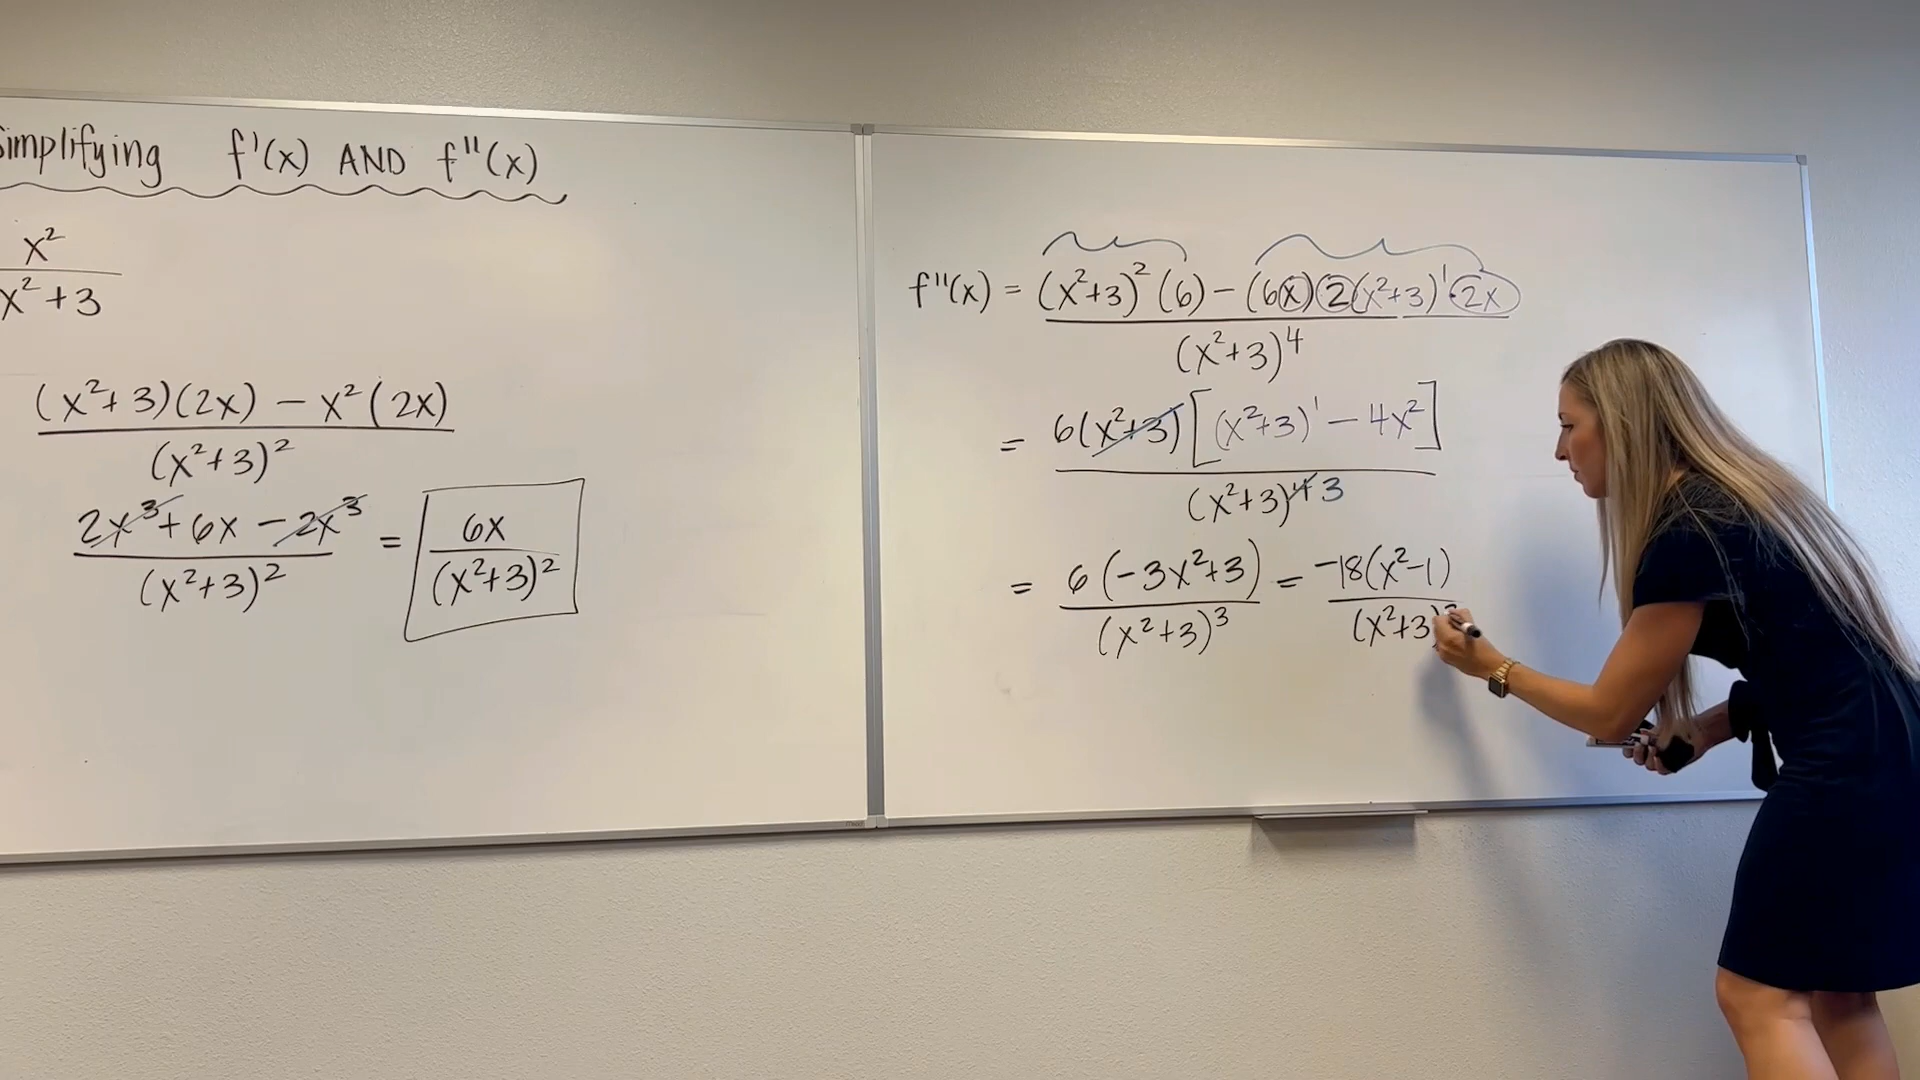 simplifying f'(x) AND f''(x)
x²
x²+3
(x²+3)(2x) - x²(2x)
(x²+3)²
2x³+6x-2x³ = 6x
(x²+3)² (x²+3)²
f''(x) = (x²+3)²(6) - (6x)2(x²+3)'·2x
(x²+3)⁴
= 6(x²+3)[(x²+3)' - 4x²]
(x²+3)⁴ 3
= 6(-3x²+3) = -18(x²-1)
(x²+3)³ (x²+3)